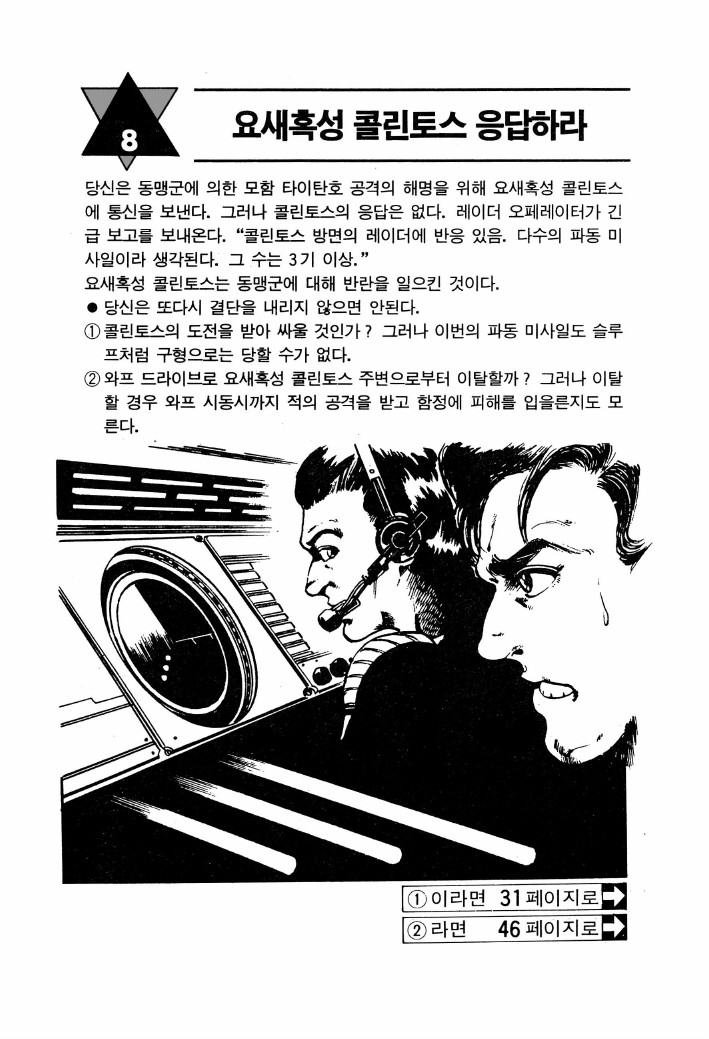 8
요새혹성 콜린토스 응답하라
당신은 동맹군에 의한 모함 타이탄호 공격의 해명을 위해 요새혹성 콜린토스
에 통신을 보낸다. 그러나 콜린토스의 응답은 없다. 레이더 오페레이터가 긴
급 보고를 보내온다. “콜린토스 방면의 레이더에 반응 있음. 다수의 파동 미
사일이라 생각된다. 그 수는 3기 이상.”
요새혹성 콜린토스는 동맹군에 대해 반란을 일으킨 것이다.
● 당신은 또다시 결단을 내리지 않으면 안된다.
① 콜린토스의 도전을 받아 싸울 것인가? 그러나 이번의 파동 미사일도 슬루
프처럼 구형으로는 당할 수가 없다.
② 와프 드라이브로 요새혹성 콜린토스 주변으로부터 이탈할까? 그러나 이탈
할 경우 와프 시동시까지 적의 공격을 받고 함정에 피해를 입을른지도 모
른다.
① 이라면 31 페이지로
② 라면 46 페이지로